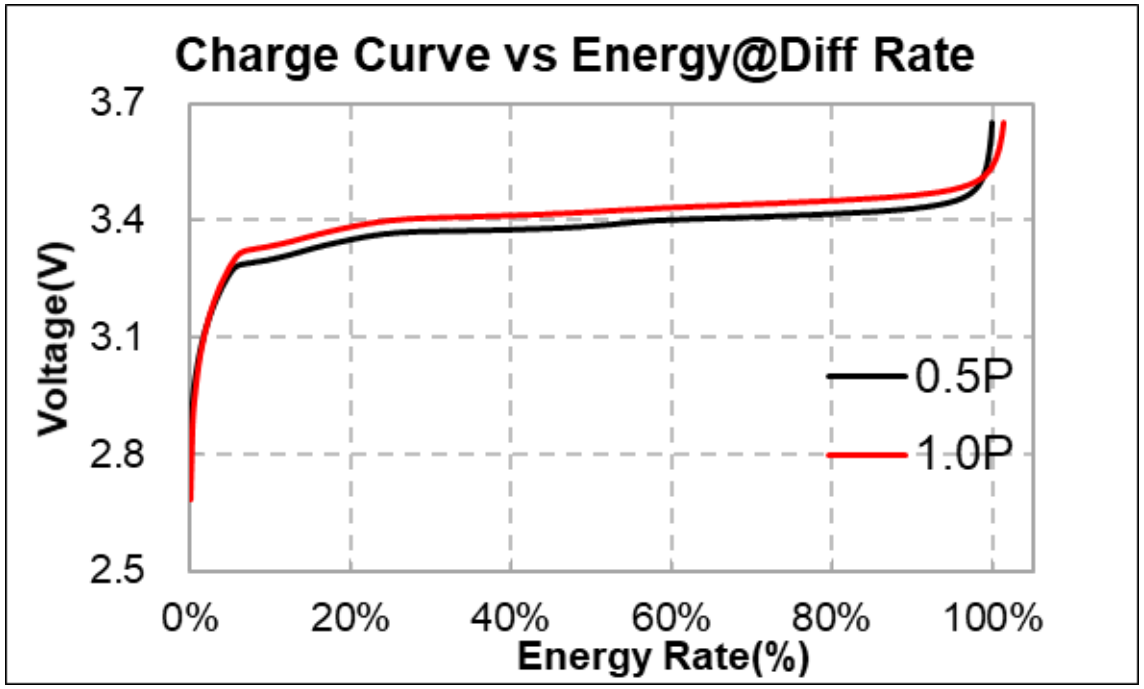 Charge Curve vs Energy@Diff Rate
3.7
3.4
3.1
2.8
2.5
Voltage(V)
0.5P
1.0P
0% 20% 40% 60% 80% 100%
Energy Rate(%)